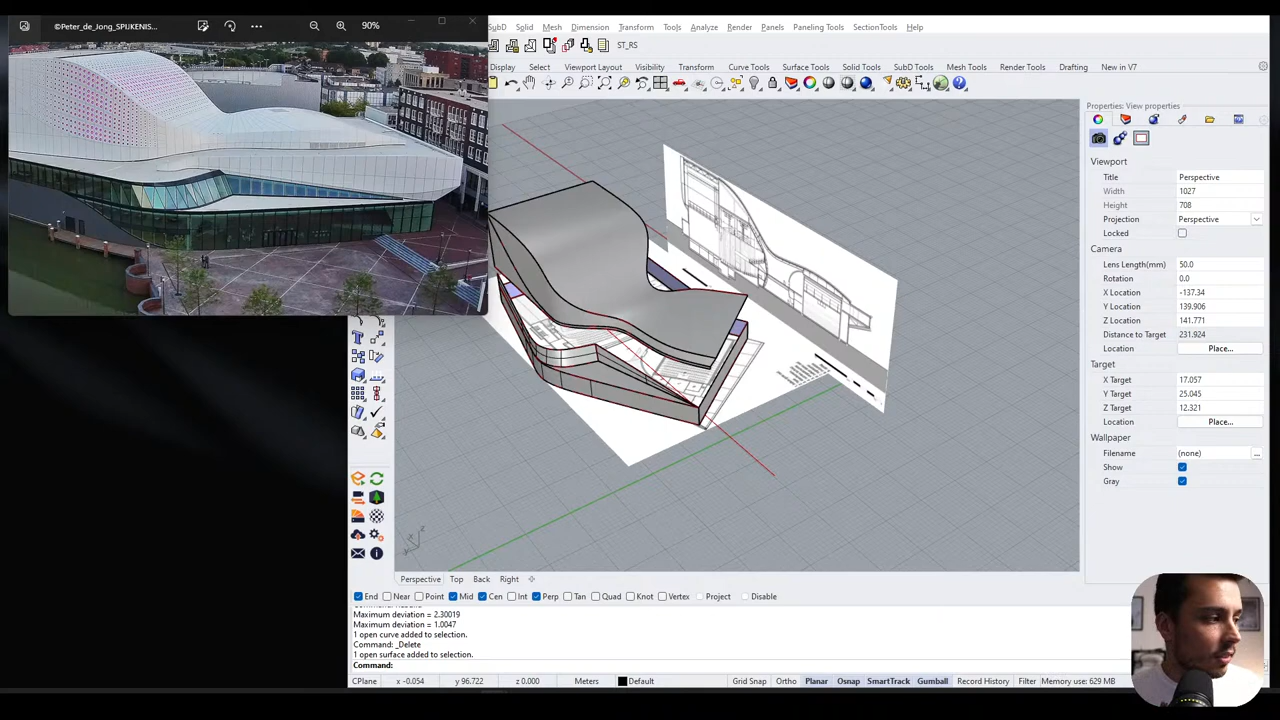 ©Peter_de_Jong_SPIJKENIS...
90%
SubD Solid Mesh Dimension Transform Tools Analyze Render Panels Paneling Tools SectionTools Help
ST_RS
Display Select Viewport Layout Visibility Transform Curve Tools Surface Tools Solid Tools SubD Tools Mesh Tools Render Tools Drafting New in V7
Properties: View properties
Viewport
Title Perspective
Width 1027
Height 708
Projection Perspective
Locked
Camera
Lens Length(mm) 50.0
Rotation 0.0
X Location -137.34
Y Location 139.906
Z Location 141.771
Distance to Target 231.924
Location Place...
Target
X Target 17.057
Y Target 25.045
Z Target 12.321
Location Place...
Wallpaper
Filename (none) ...
Show
Gray
z
x
y
Perspective Top Back Right
End Near Point Mid Cen Int Perp Tan Quad Knot Vertex Project Disable
Maximum deviation = 2.30019
Maximum deviation = 1.0047
1 open curve added to selection.
Command: _Delete
1 open surface added to selection.
Command:
CPlane x -0.054 y 96.722 z 0.000 Meters Default Grid Snap Ortho Planar Osnap SmartTrack Gumball Record History Filter Memory use: 629 MB